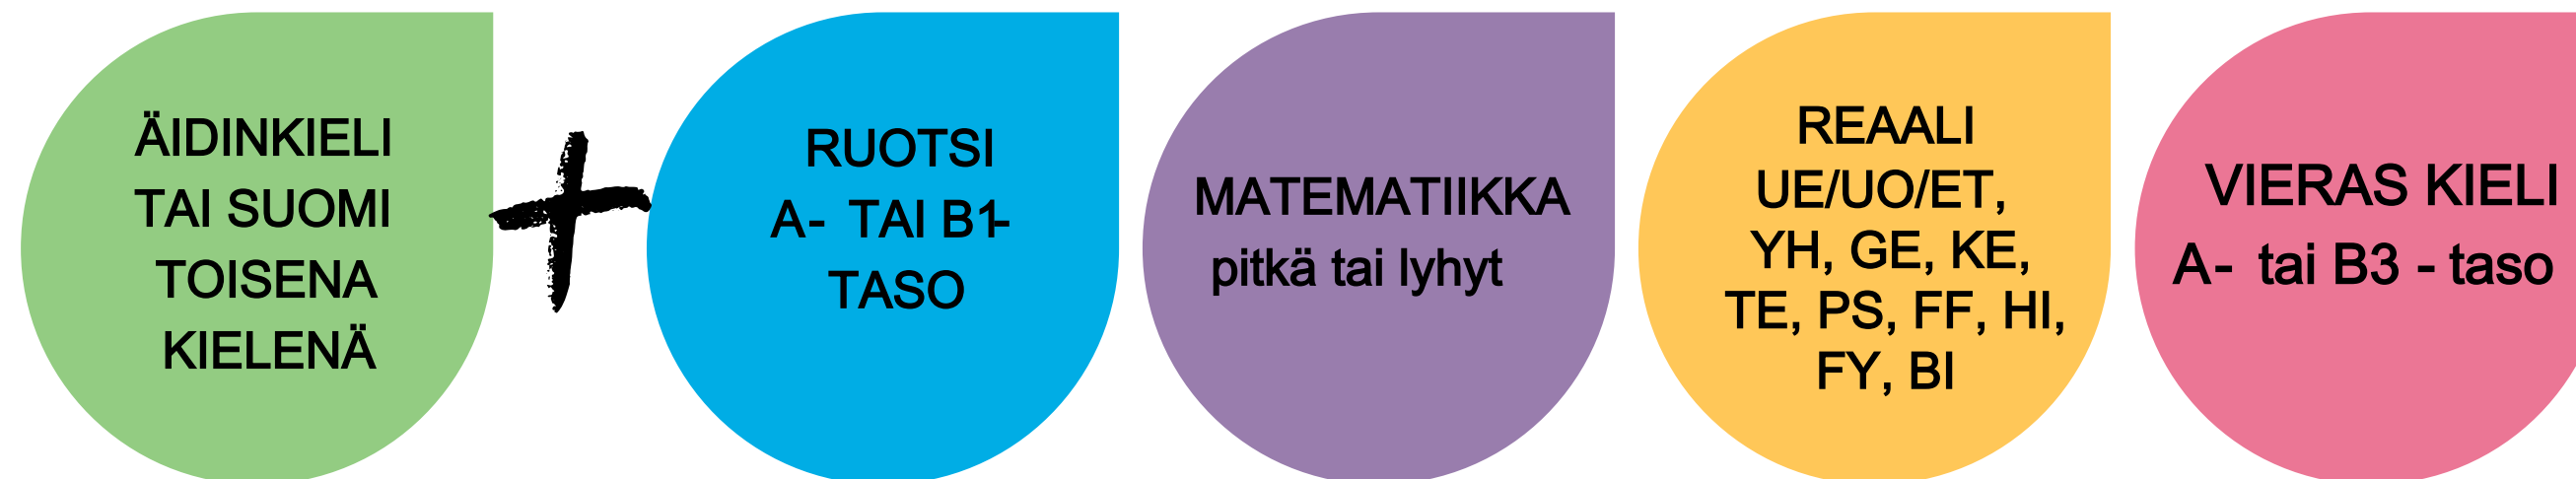 ÄIDINKIELI
TAI SUOMI
TOISENA
KIELENÄ
RUOTSI
A- TAI B1-
TASO
MATEMATIIKKA
pitkä tai lyhyt
REAALI
UE/UO/ET,
YH, GE, KE,
TE, PS, FF, HI,
FY, BI
VIERAS KIELI
A- tai B3 - taso